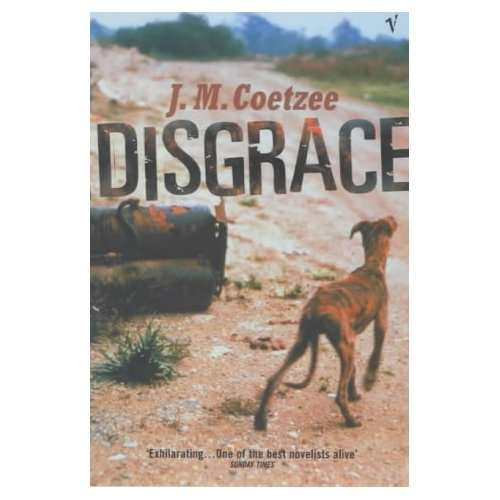 V
J. M. Coetzee
DISGRACE
'Exhilarating...One of the best novelists alive'
SUNDAY TIMES